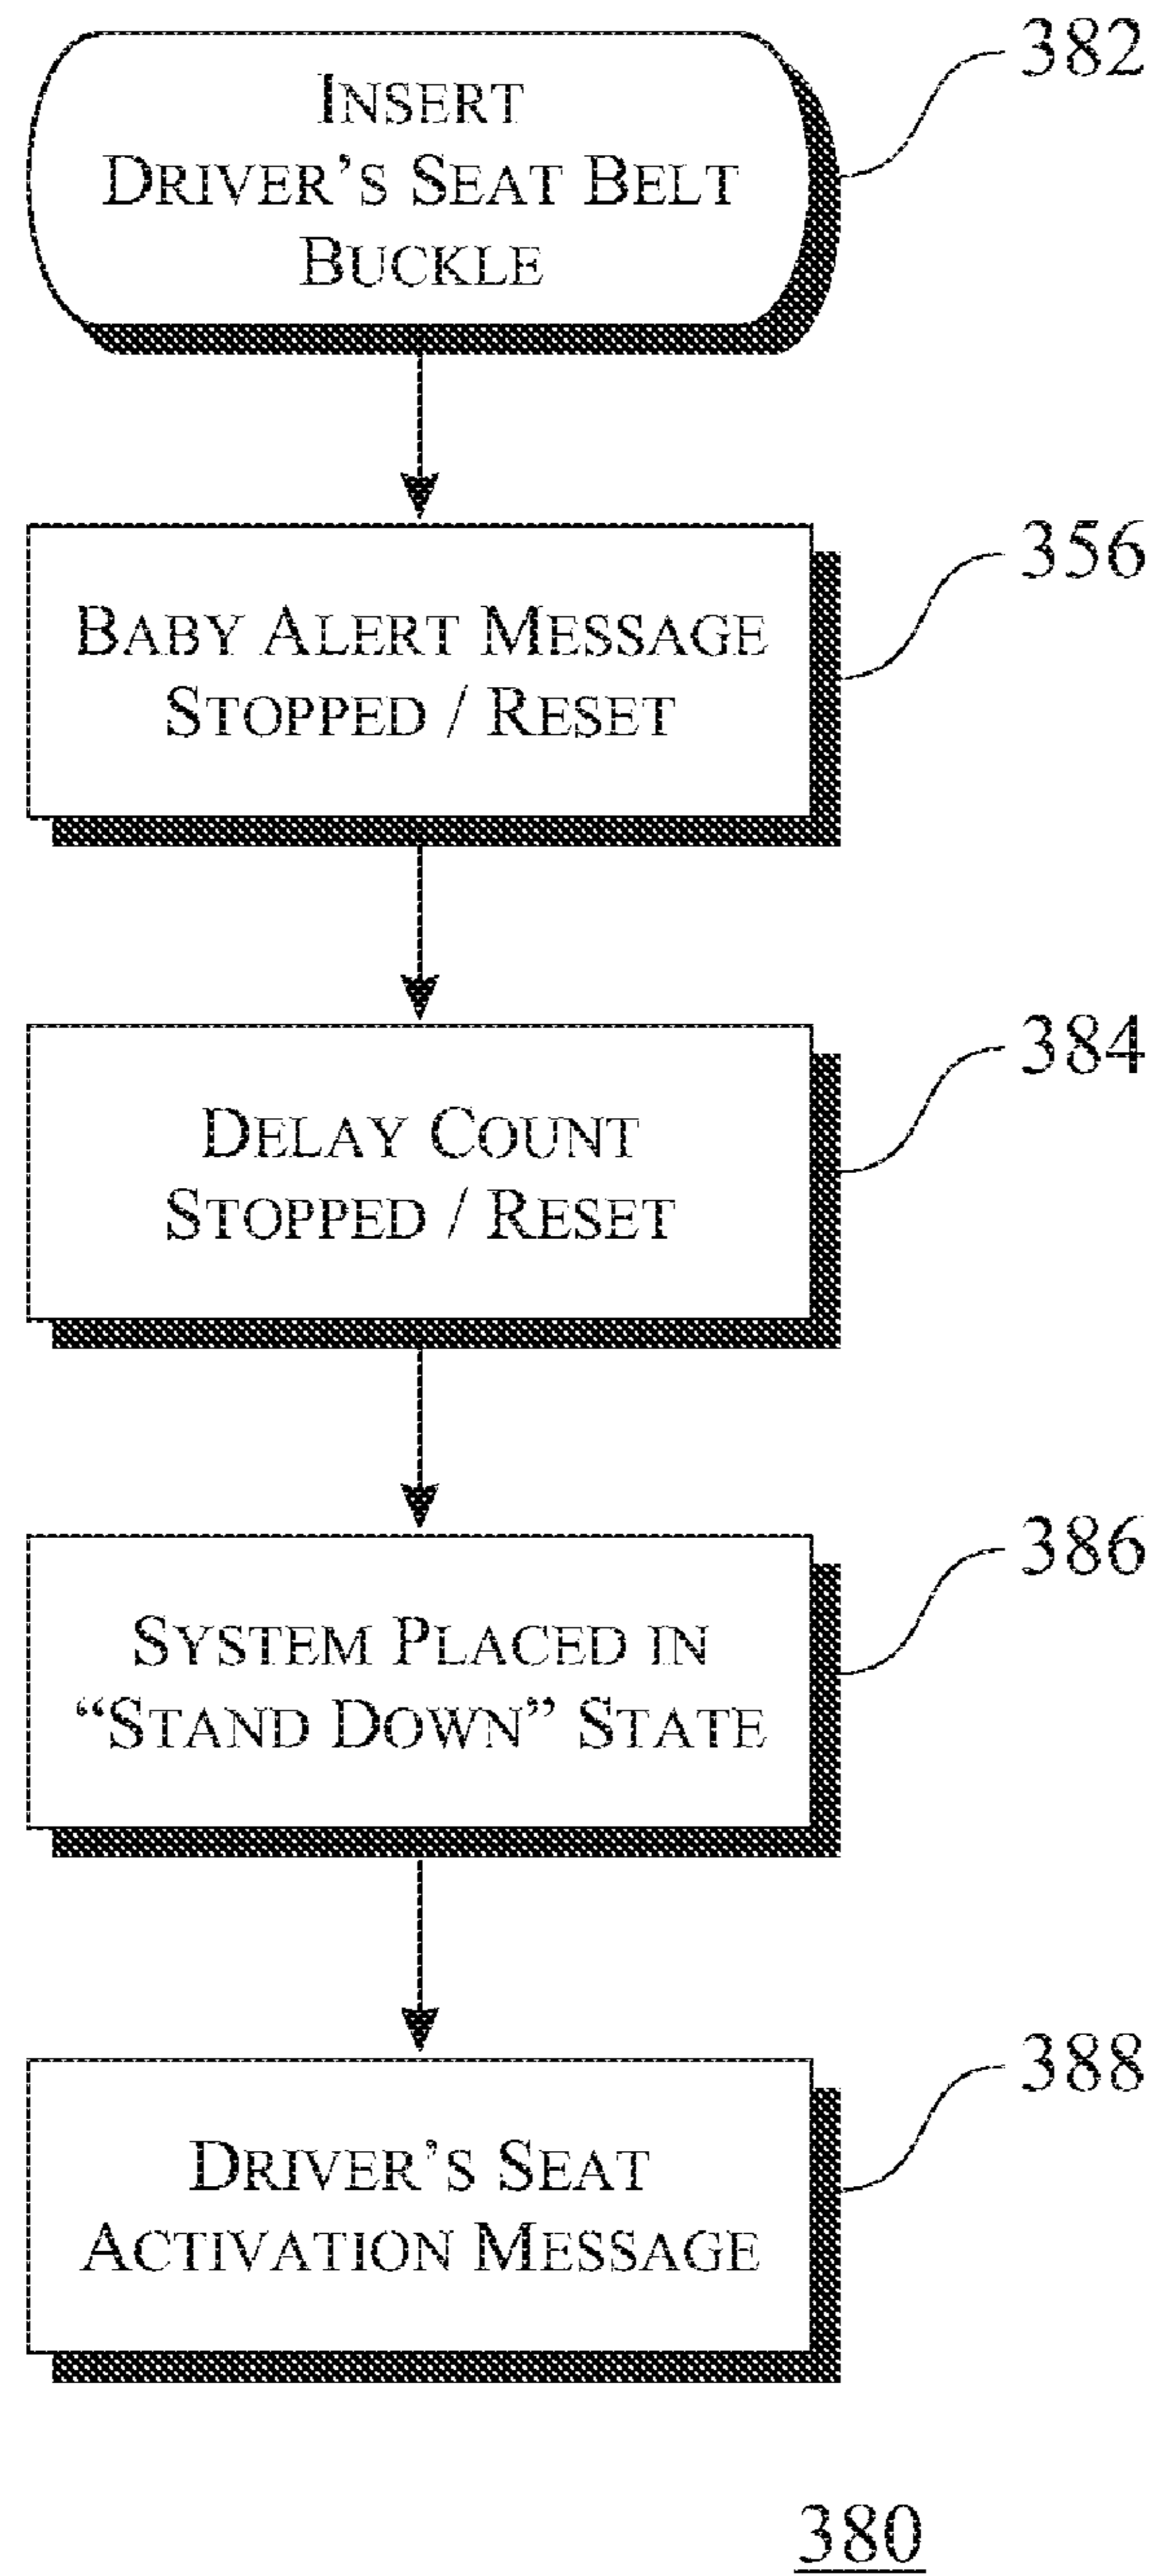 INSERT
DRIVER'S SEAT BELT
BUCKLE
382
BABY ALERT MESSAGE
STOPPED / RESET
356
DELAY COUNT
STOPPED / RESET
384
SYSTEM PLACED IN
“STAND DOWN” STATE
386
DRIVER'S SEAT
ACTIVATION MESSAGE
388
380